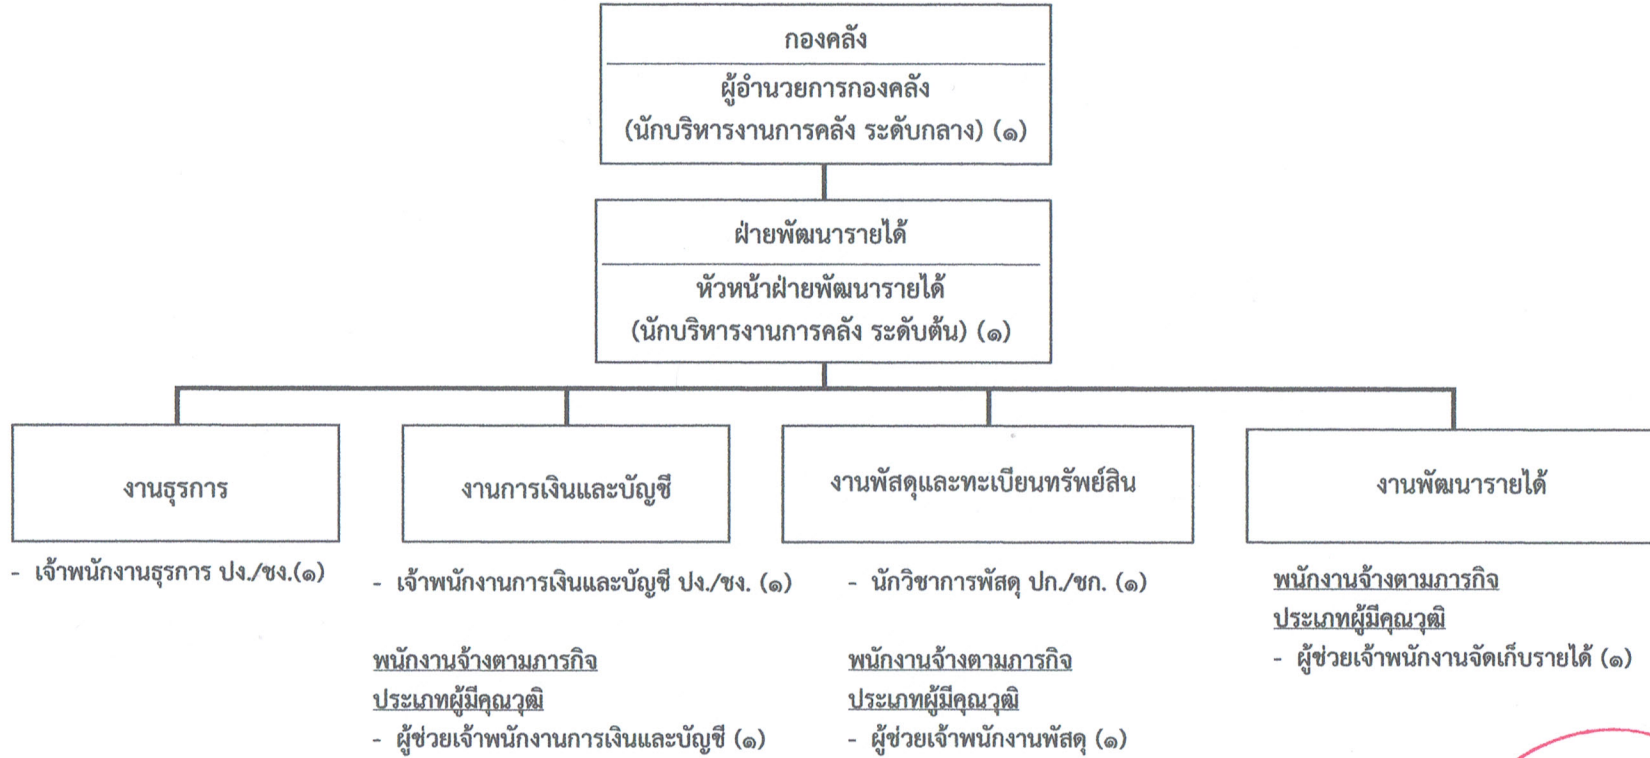 กองคลัง
ผู้อำนวยการกองคลัง
(นักบริหารงานการคลัง ระดับกลาง) (๑)
ฝ่ายพัฒนารายได้
หัวหน้าฝ่ายพัฒนารายได้
(นักบริหารงานการคลัง ระดับต้น) (๑)
งานธุรการ
- เจ้าพนักงานธุรการ ปง./ชง.(๑)
งานการเงินและบัญชี
- เจ้าพนักงานการเงินและบัญชี ปง./ชง. (๑)
พนักงานจ้างตามภารกิจ
ประเภทผู้มีคุณวุฒิ
- ผู้ช่วยเจ้าพนักงานการเงินและบัญชี (๑)
งานพัสดุและทะเบียนทรัพย์สิน
- นักวิชาการพัสดุ ปก./ชก. (๑)
พนักงานจ้างตามภารกิจ
ประเภทผู้มีคุณวุฒิ
- ผู้ช่วยเจ้าพนักงานพัสดุ (๑)
งานพัฒนารายได้
พนักงานจ้างตามภารกิจ
ประเภทผู้มีคุณวุฒิ
- ผู้ช่วยเจ้าพนักงานจัดเก็บรายได้ (๑)